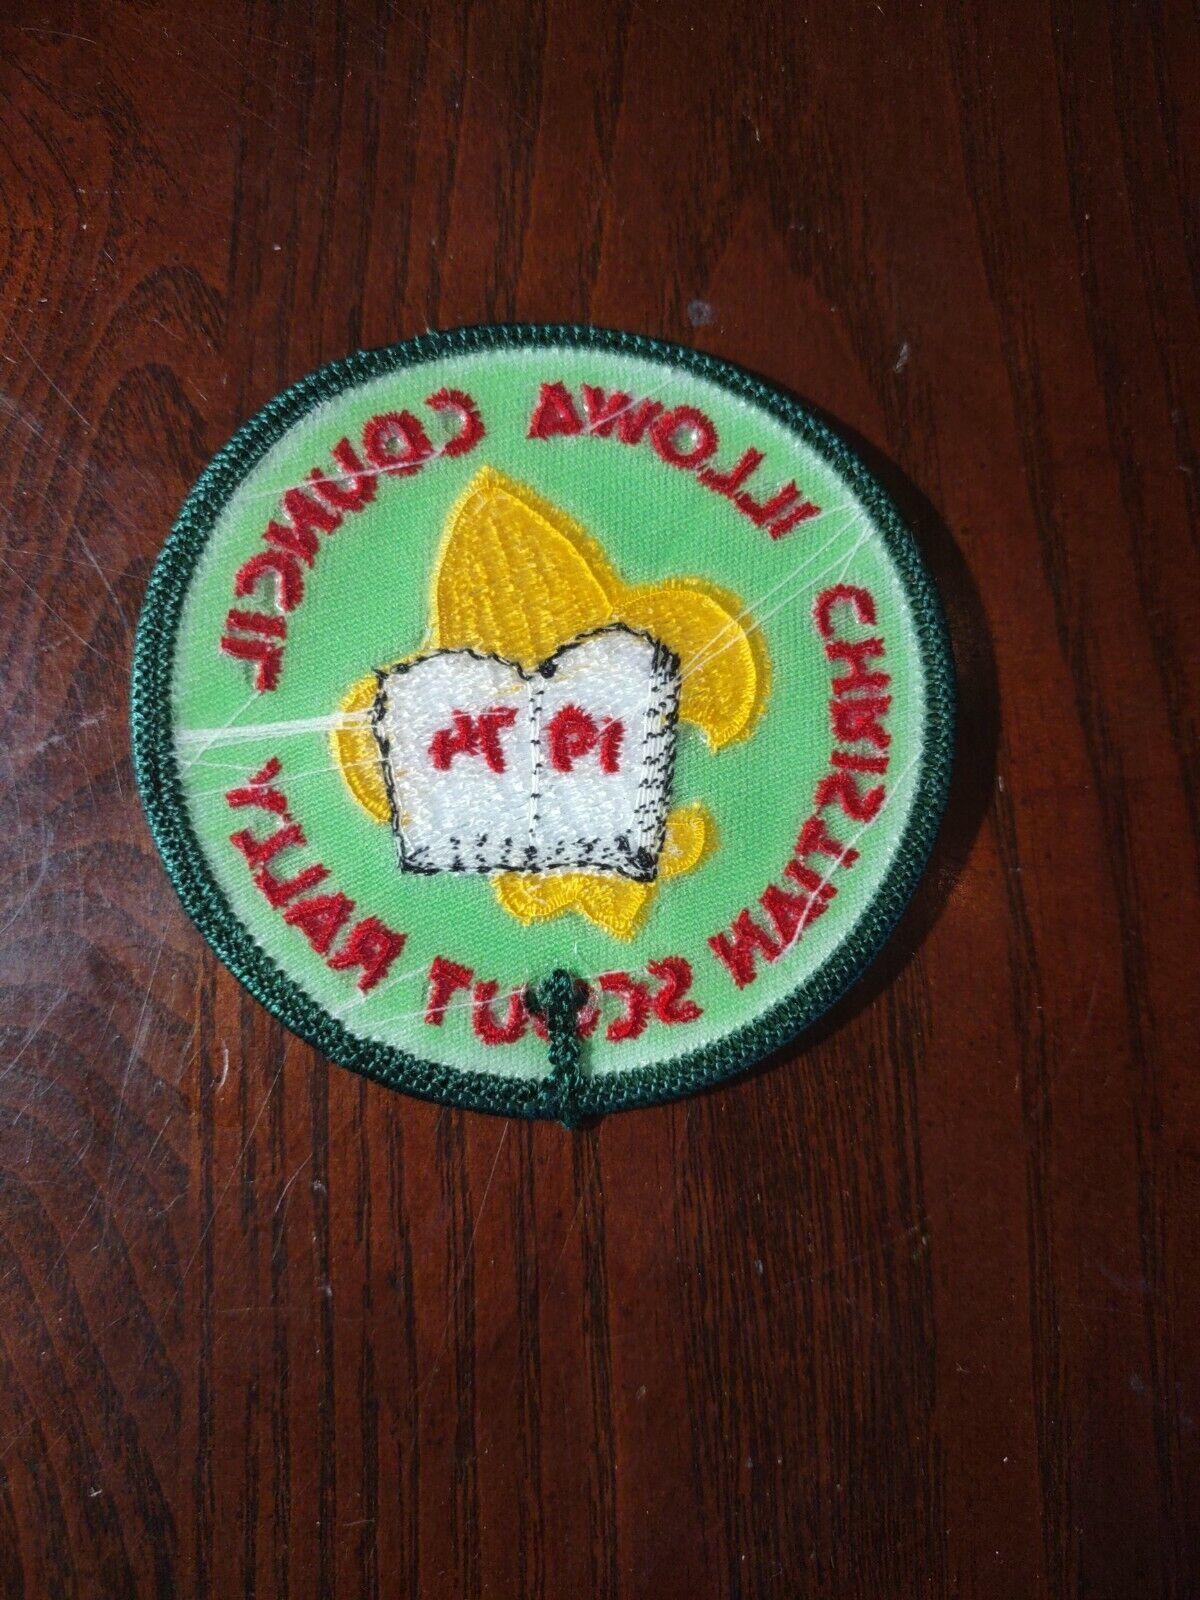 ILLOWA COUNCIL
19 74
CHRISTIAN SCOUT RALLY